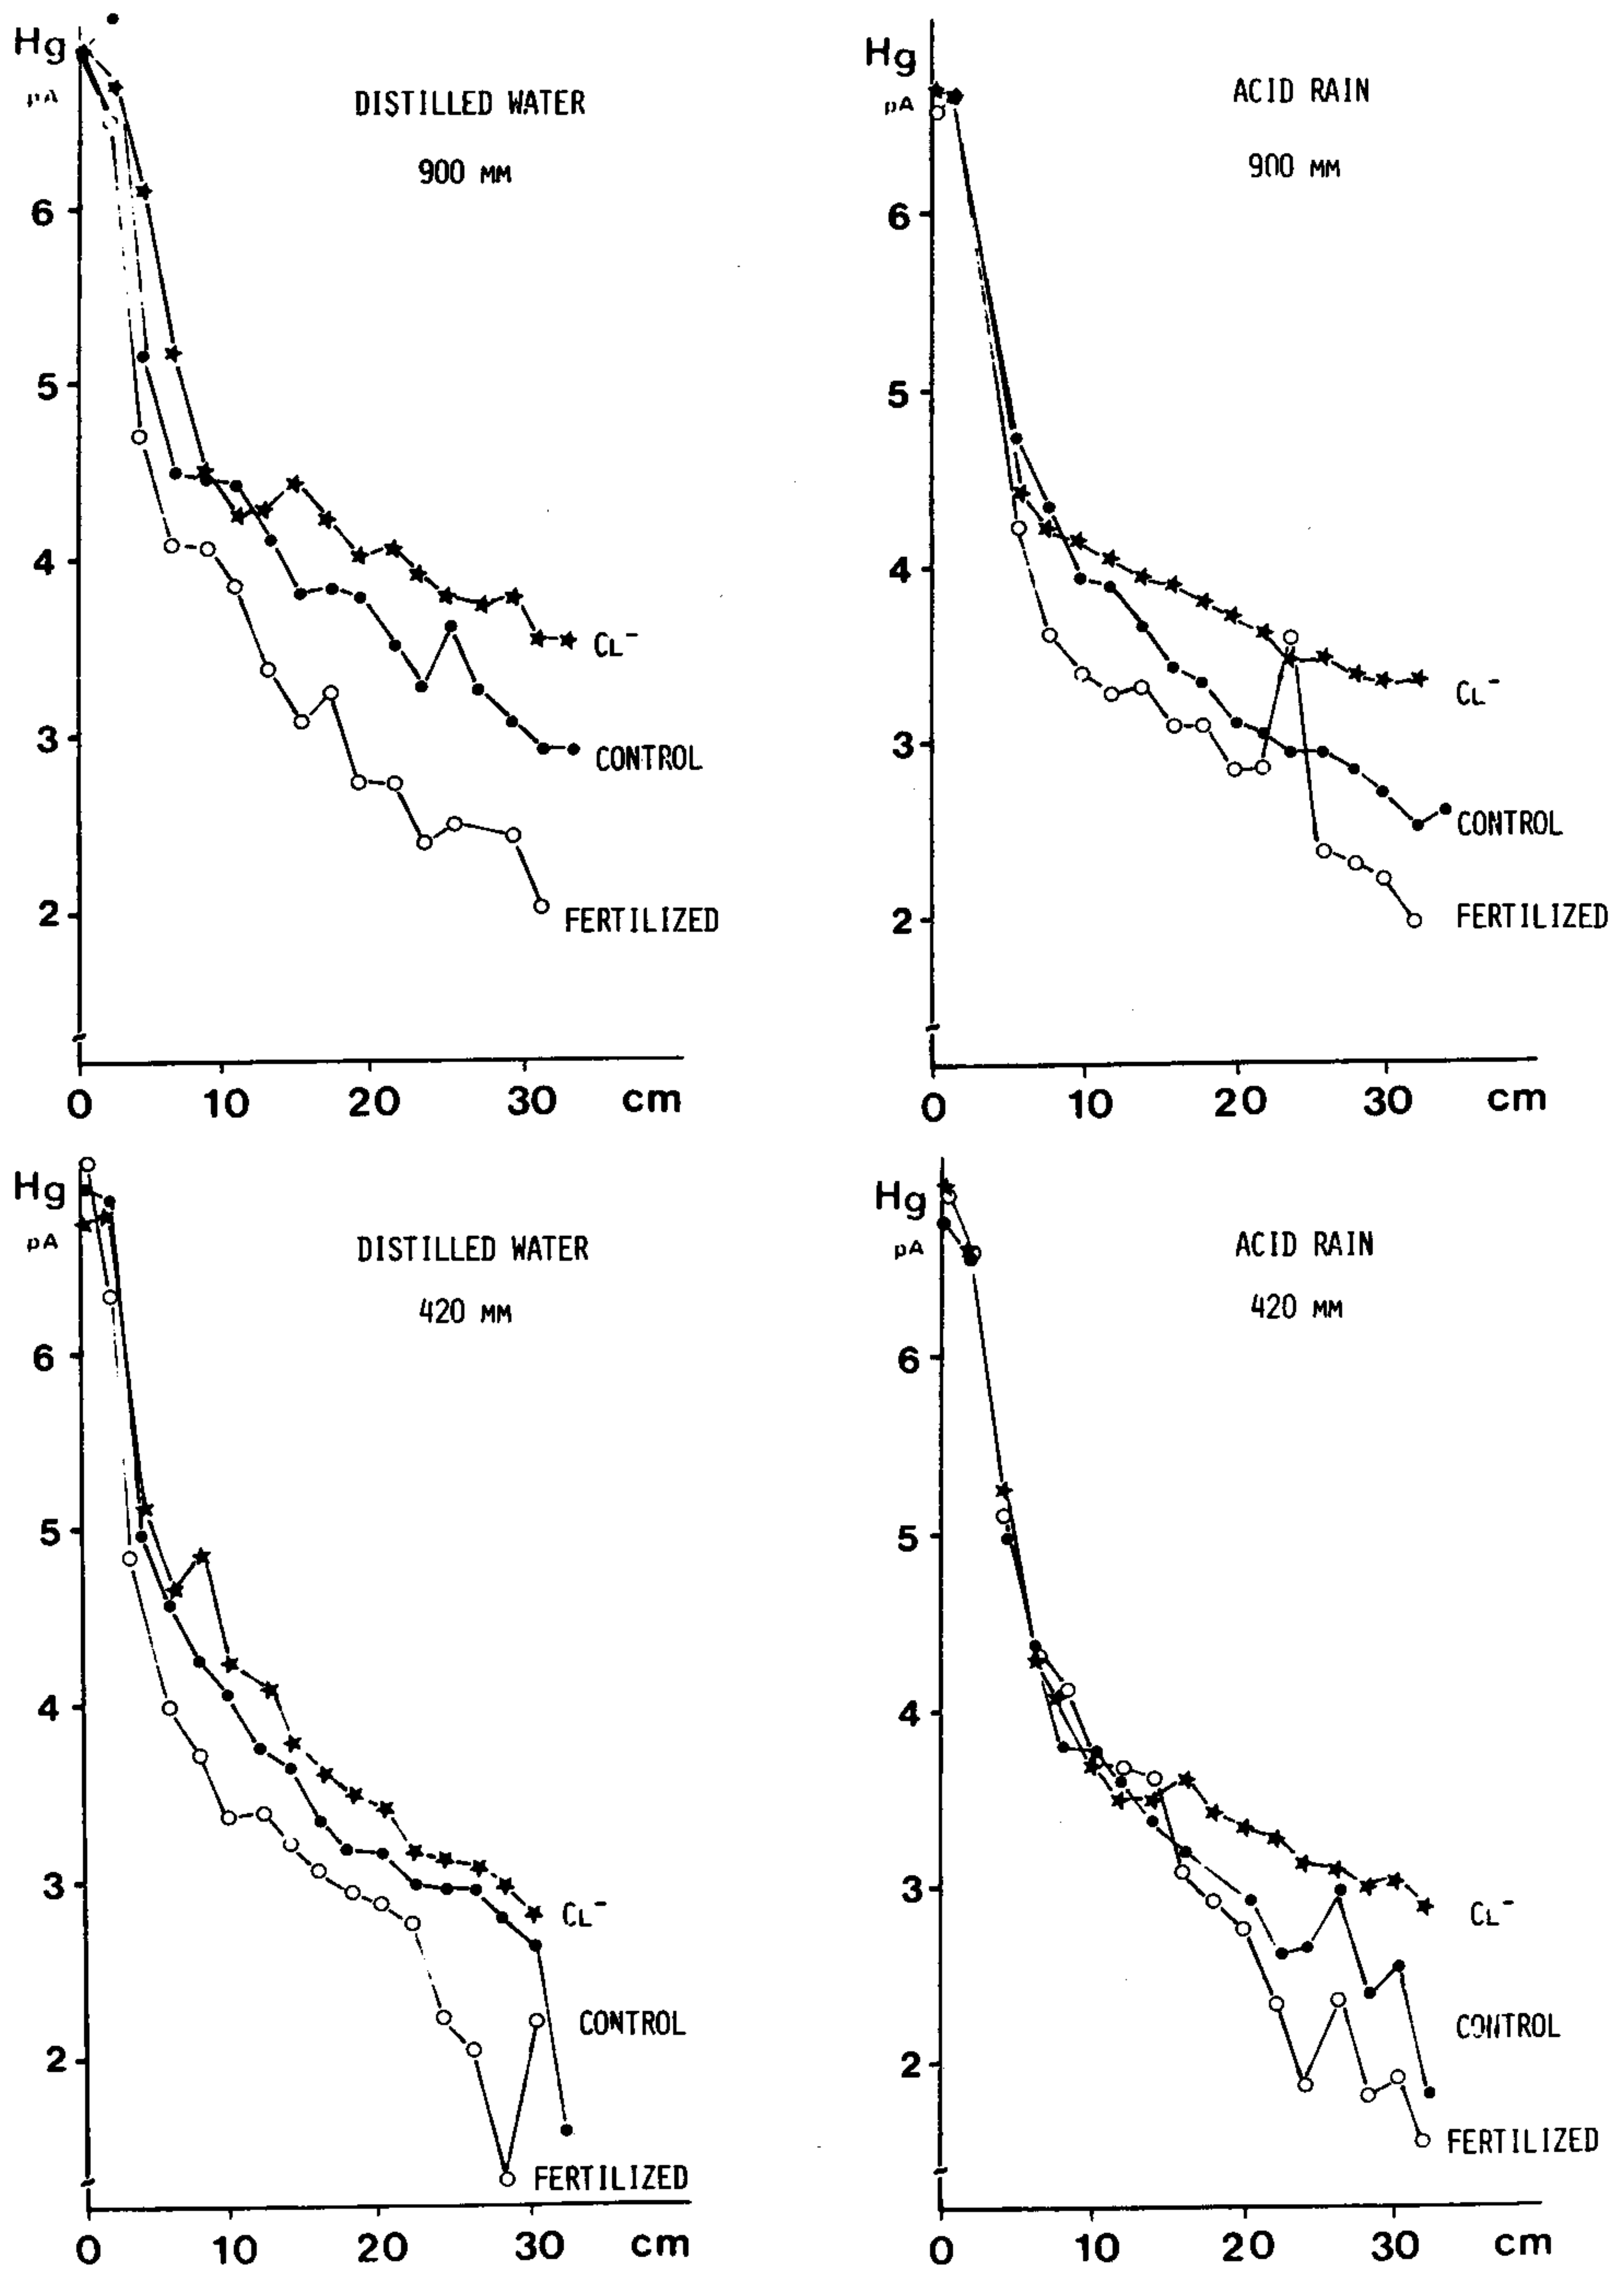 Hg
pA
DISTILLED WATER
900 MM
6
5
4
3
2
CL⁻
CONTROL
FERTILIZED
0 10 20 30 cm
Hg
pA
ACID RAIN
900 MM
6
5
4
3
2
CL⁻
CONTROL
FERTILIZED
0 10 20 30 cm
Hg
pA
DISTILLED WATER
420 MM
6
5
4
3
2
CL⁻
CONTROL
FERTILIZED
0 10 20 30 cm
Hg
pA
ACID RAIN
420 MM
6
5
4
3
2
CL⁻
CONTROL
FERTILIZED
0 10 20 30 cm